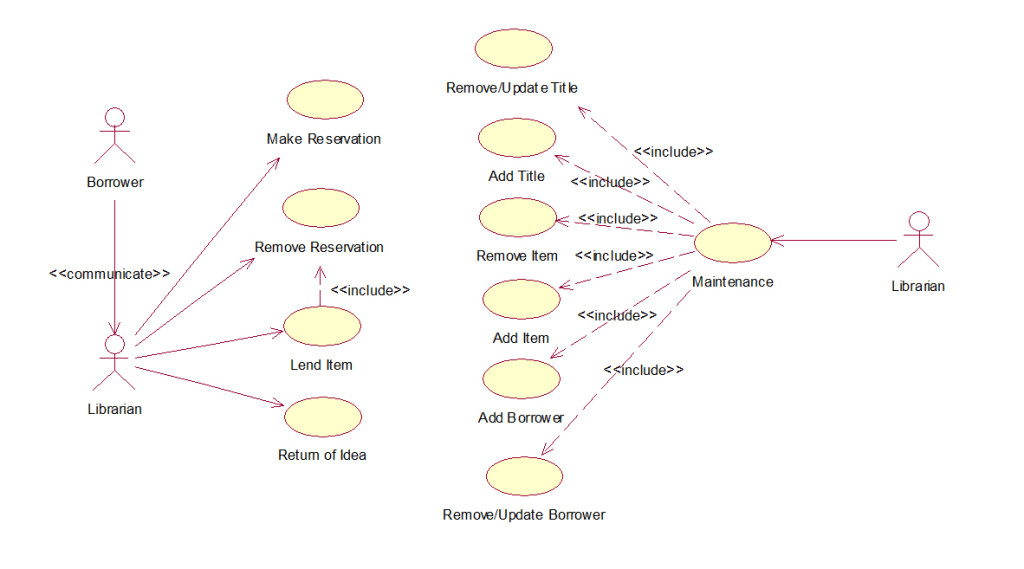 Remove/Update Title
Make Reservation
<<include>>
Borrower
Add Title
<<include>>
<<include>>
Remove Reservation
Remove Item
<<include>>
<<communicate>>
<<include>>
Maintenance
Librarian
<<include>>
Add Item
Lend Item
<<include>>
Librarian
Add Borrower
Return of Idea
Remove/Update Borrower